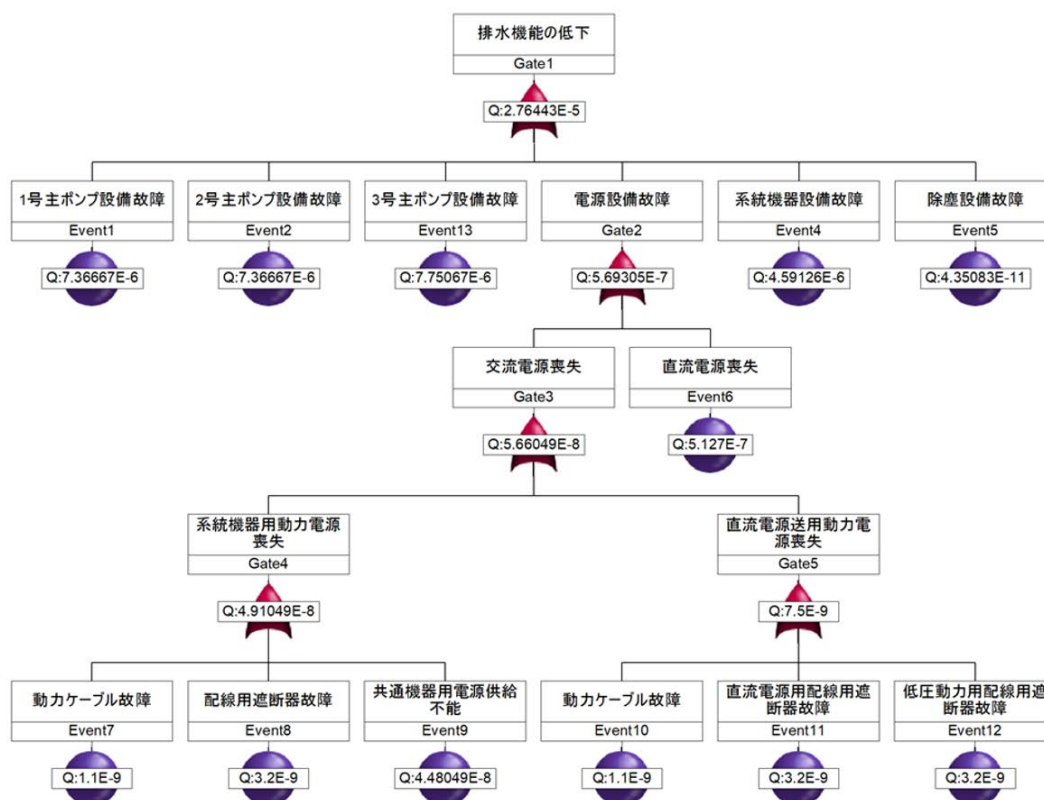 排水機能の低下
Gate1
Q:2.76443E-5
1号主ポンプ設備故障
Event1
Q:7.36667E-6
2号主ポンプ設備故障
Event2
Q:7.36667E-6
3号主ポンプ設備故障
Event13
Q:7.75067E-6
電源設備故障
Gate2
Q:5.69305E-7
系統機器設備故障
Event4
Q:4.59126E-6
除塵設備故障
Event5
Q:4.35083E-11
交流電源喪失
Gate3
Q:5.66049E-8
直流電源喪失
Event6
Q:5.127E-7
系統機器用動力電源
喪失
Gate4
Q:4.91049E-8
直流電源送用動力電
源喪失
Gate5
Q:7.5E-9
動力ケーブル故障
Event7
Q:1.1E-9
配線用遮断器故障
Event8
Q:3.2E-9
共通機器用電源供給
不能
Event9
Q:4.48049E-8
動力ケーブル故障
Event10
Q:1.1E-9
直流電源用配線用遮
断器故障
Event11
Q:3.2E-9
低圧動力用配線用遮
断器故障
Event12
Q:3.2E-9